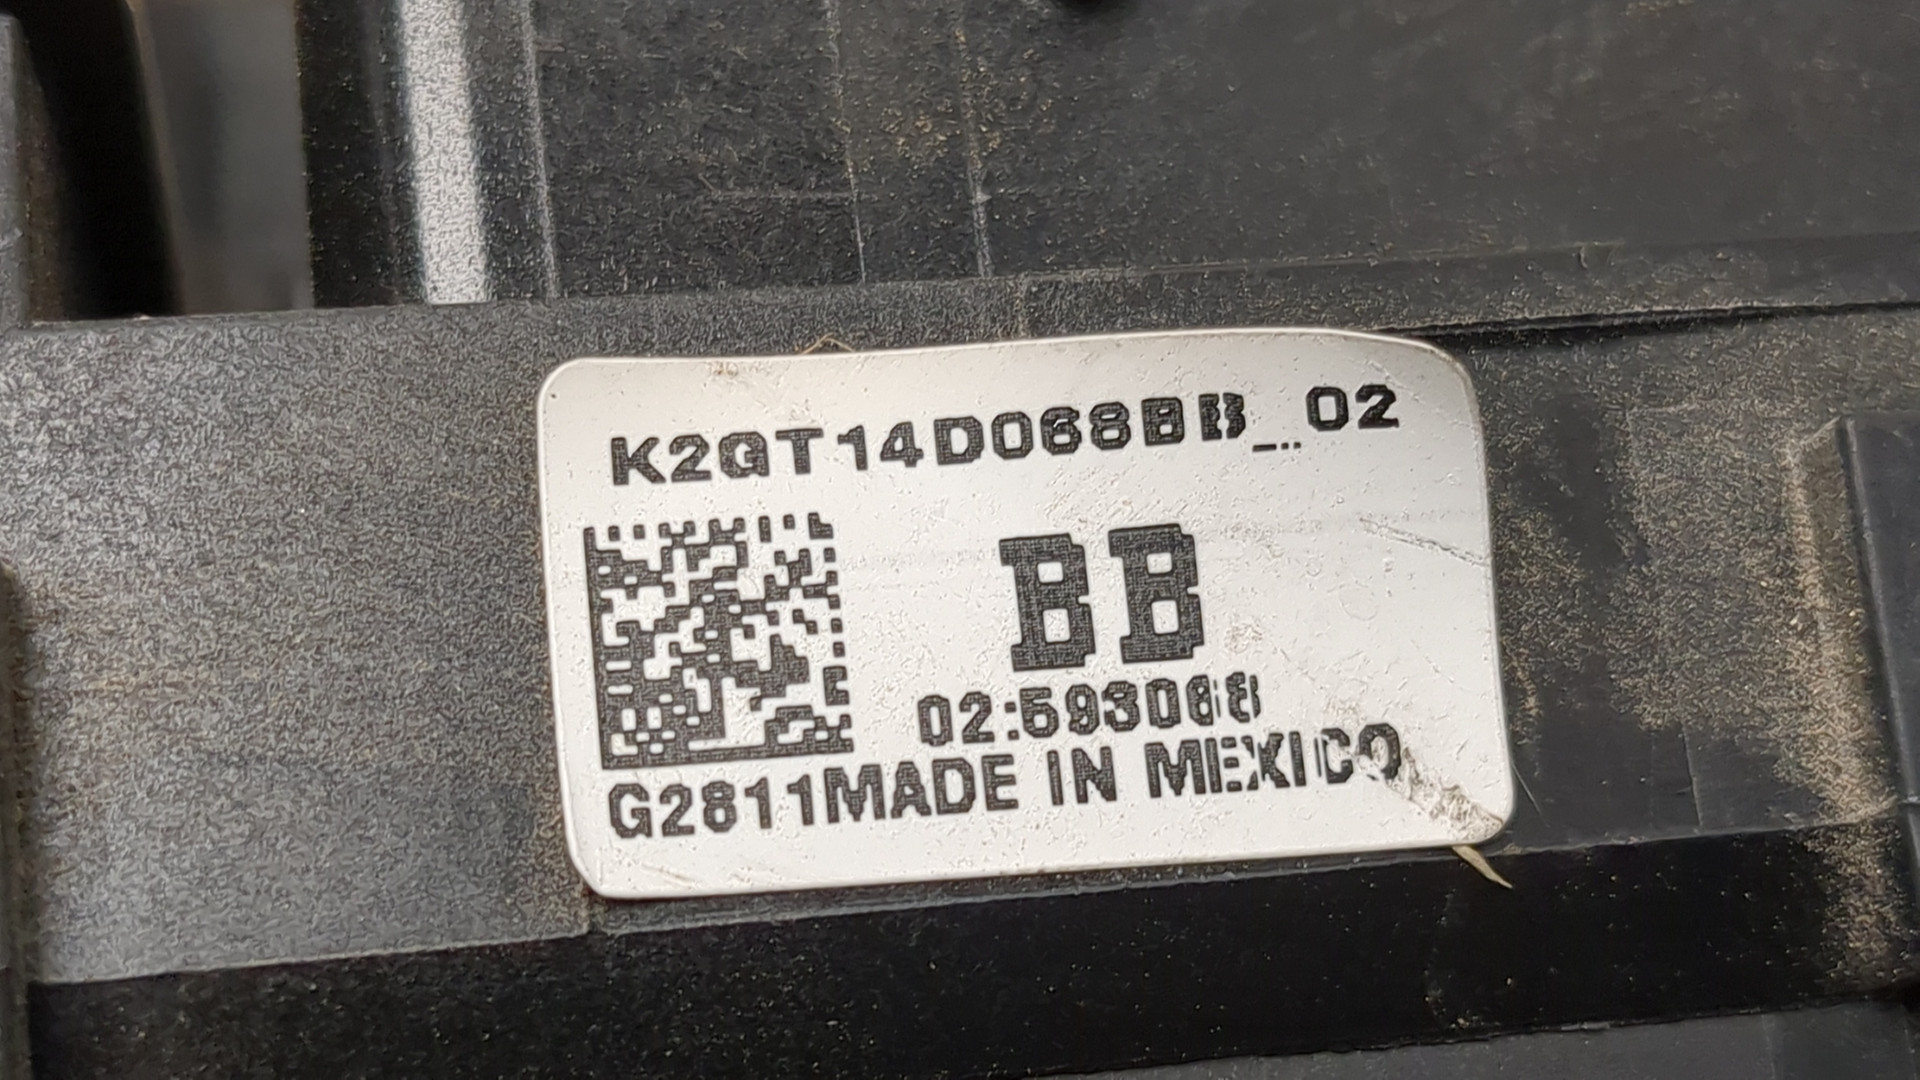 K2GT14D068BB_02
BB
02:593068
G2811MADE IN MEXICO